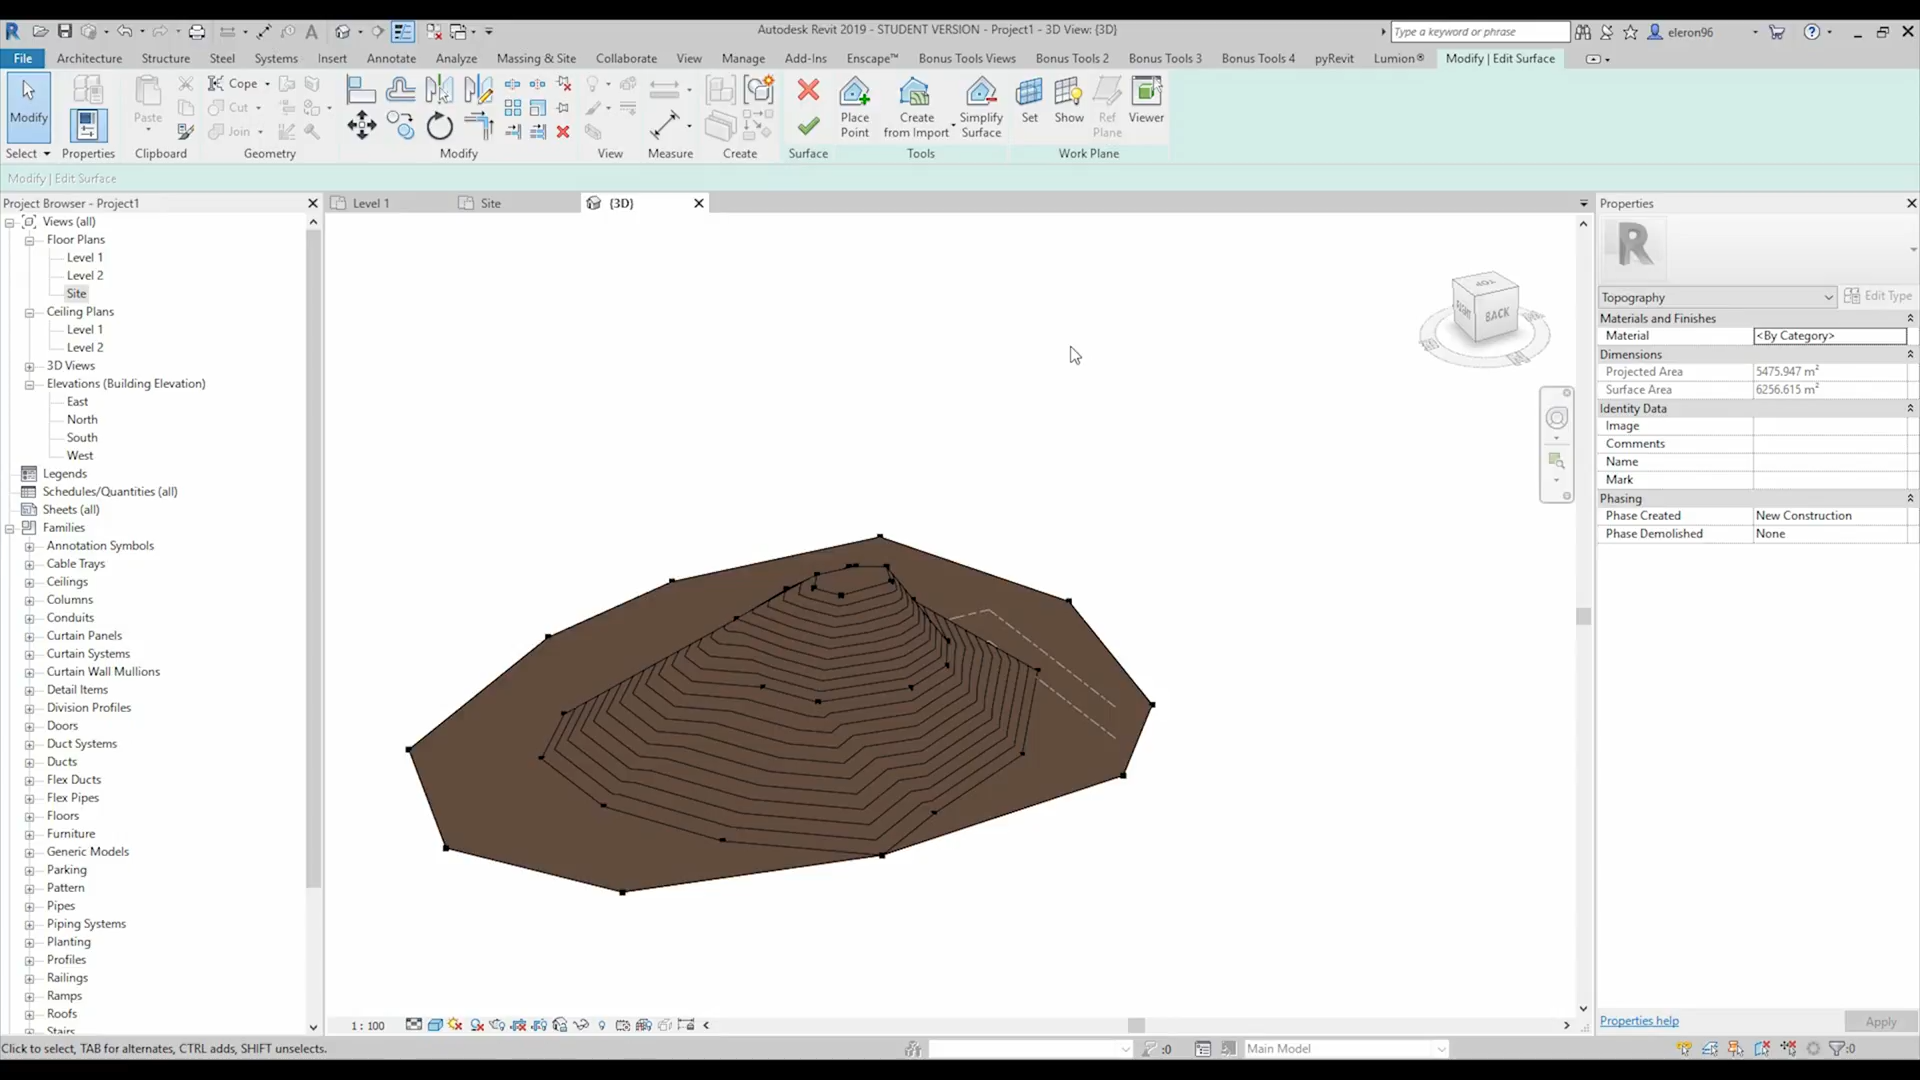 Autodesk Revit 2019 - STUDENT VERSION - Project1 - 3D View: {3D}
Type a keyword or phrase
eleron96
File Architecture Structure Steel Systems Insert Annotate Analyze Massing & Site Collaborate View Manage Add-Ins Enscape™ Bonus Tools Views Bonus Tools 2 Bonus Tools 3 Bonus Tools 4 pyRevit Lumion® Modify | Edit Surface
Modify
Paste
Cope
Cut
Join
Place Point
Create from Import
Simplify Surface
Set
Show
Ref Plane
Viewer
Select Properties Clipboard Geometry Modify View Measure Create Surface Tools Work Plane
Modify | Edit Surface
Project Browser - Project1
Level 1
Site
{3D}
Properties
Views (all)
Floor Plans
Level 1
Level 2
Site
Ceiling Plans
Level 1
Level 2
3D Views
Elevations (Building Elevation)
East
North
South
West
Legends
Schedules/Quantities (all)
Sheets (all)
Families
Annotation Symbols
Cable Trays
Ceilings
Columns
Conduits
Curtain Panels
Curtain Systems
Curtain Wall Mullions
Detail Items
Division Profiles
Doors
Duct Systems
Ducts
Flex Ducts
Flex Pipes
Floors
Furniture
Generic Models
Parking
Pattern
Pipes
Piping Systems
Planting
Profiles
Railings
Ramps
Roofs
Stairs
TOP
BACK
Topography
Edit Type
Materials and Finishes
Material <By Category>
Dimensions
Projected Area 5475.947 m²
Surface Area 6256.615 m²
Identity Data
Image
Comments
Name
Mark
Phasing
Phase Created New Construction
Phase Demolished None
Properties help
Apply
1 : 100
Click to select, TAB for alternates, CTRL adds, SHIFT unselects.
:0
Main Model
:0